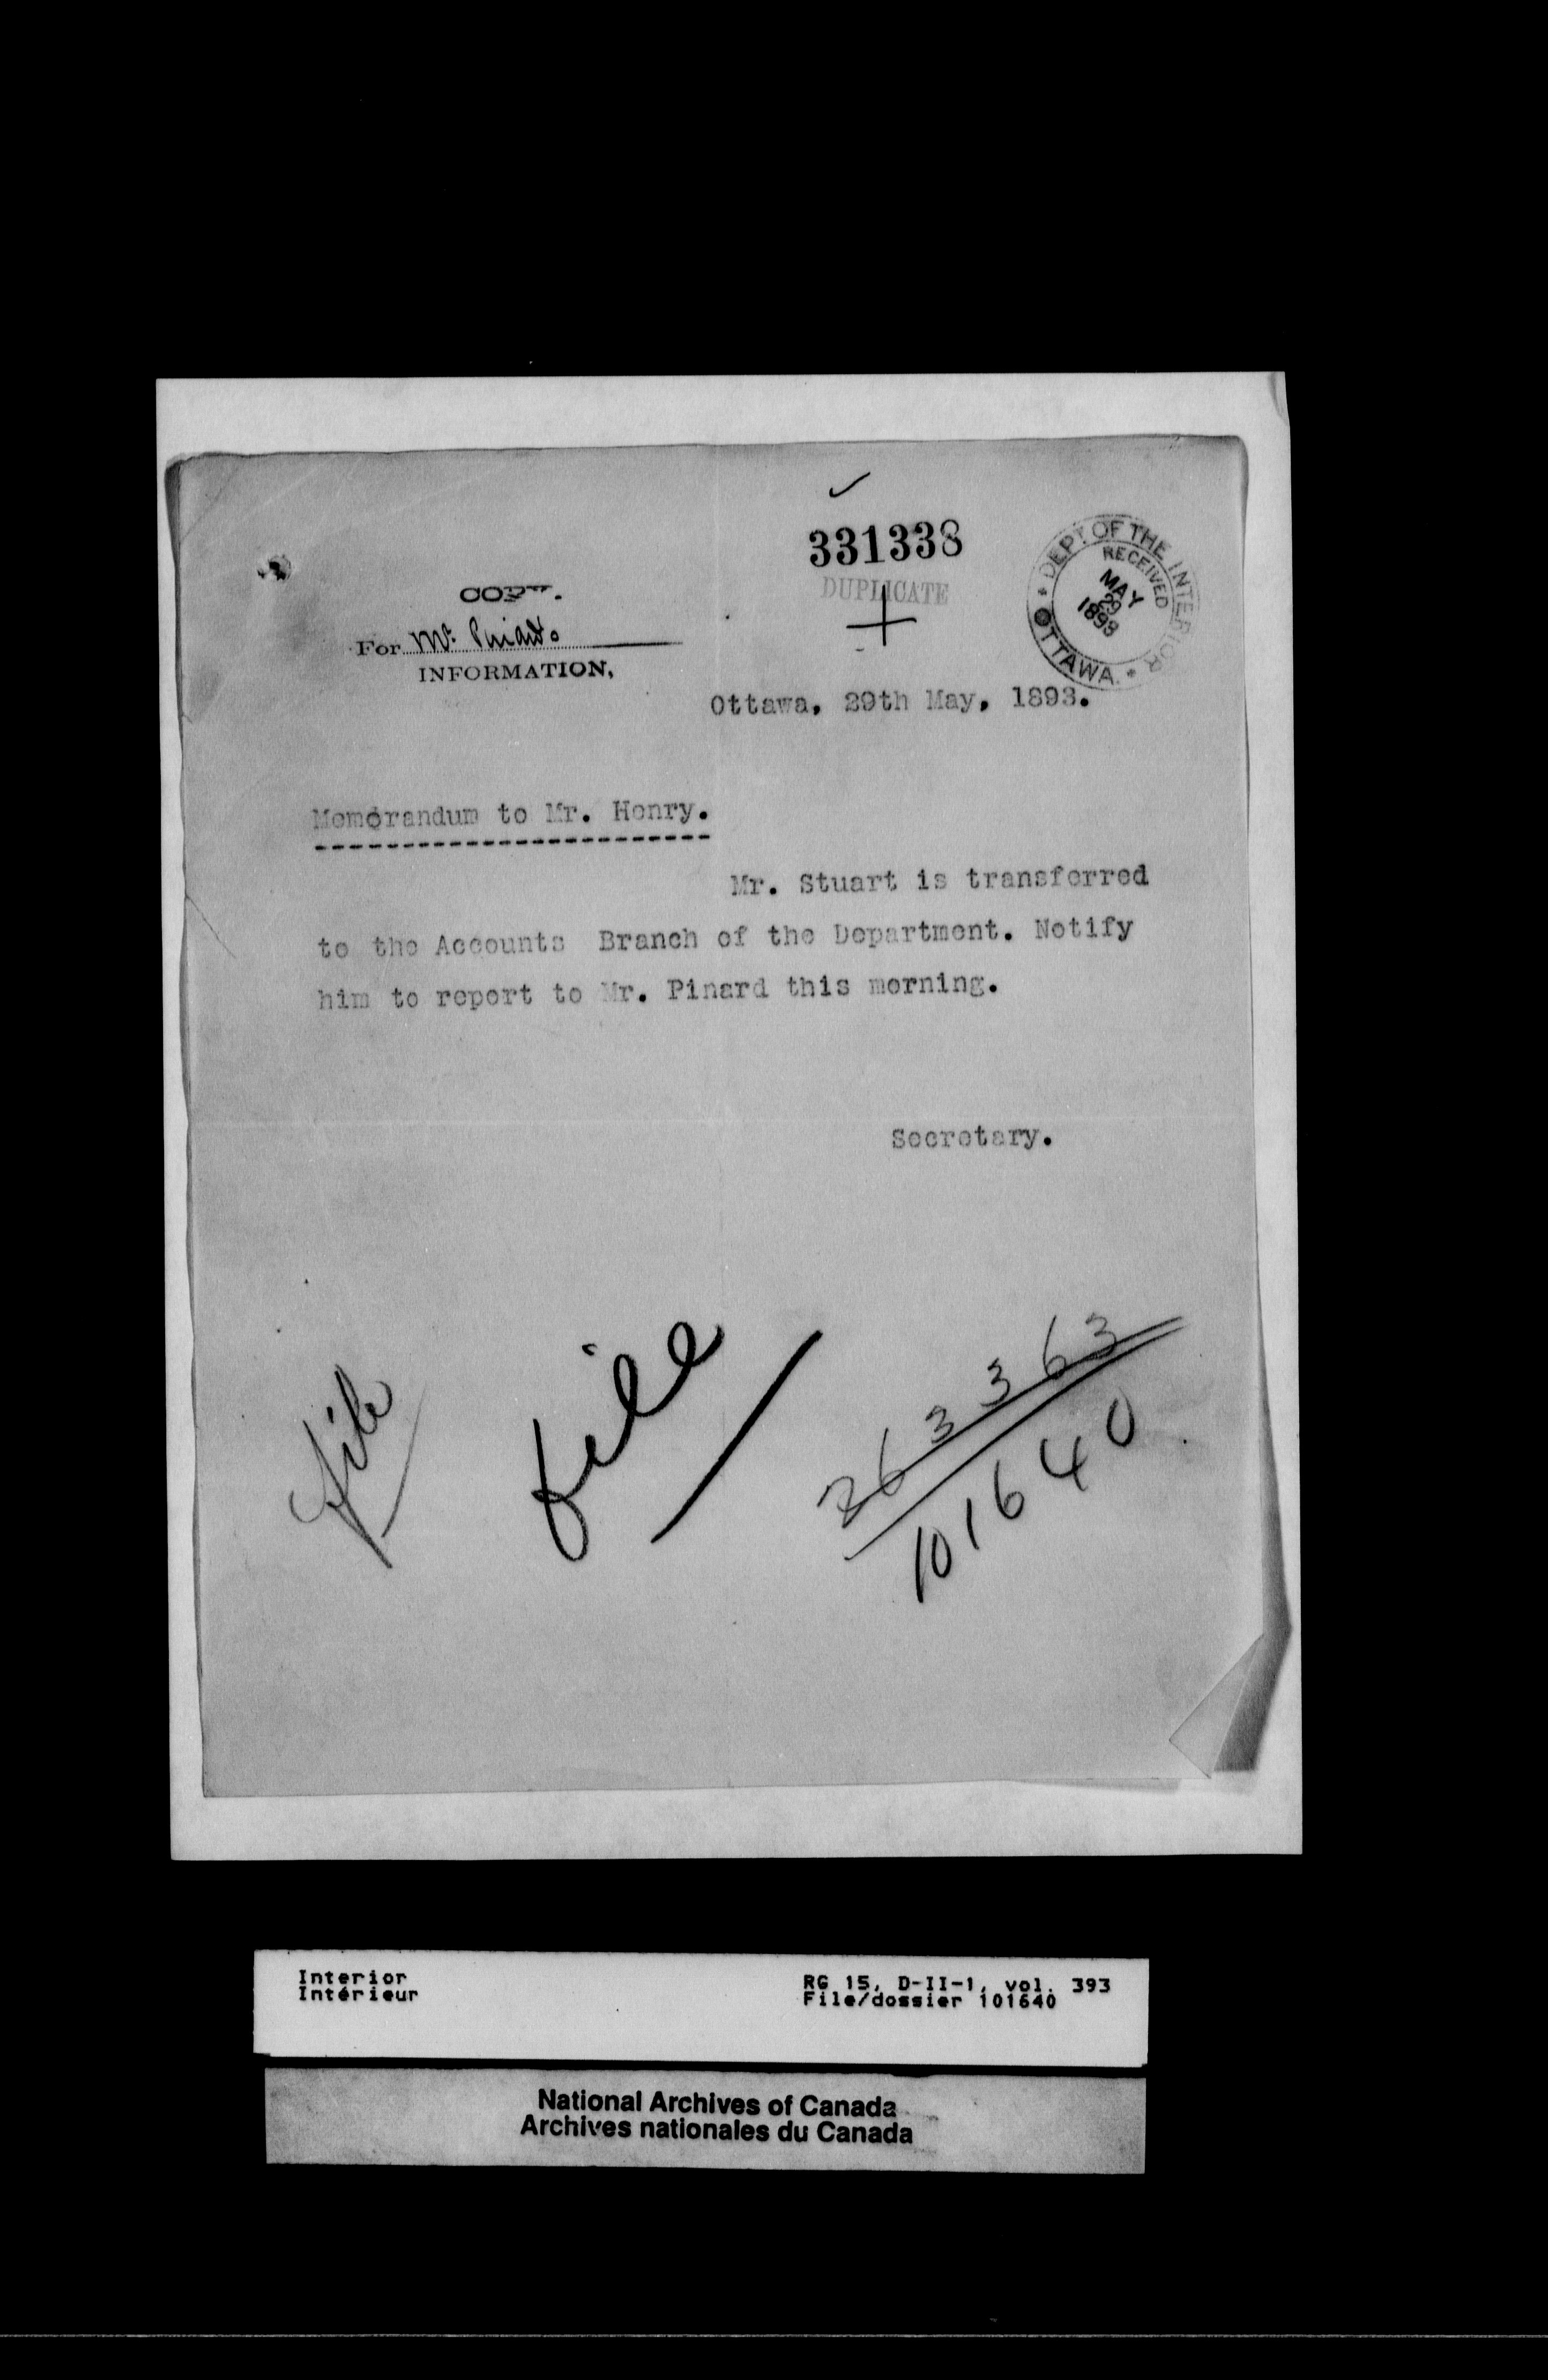 331338
DUPLICATE
DEPT. OF THE INTERIOR
RECEIVED
MAY
29
1893
OTTAWA.
COPY.
For Mr. Pinard's
INFORMATION,
Ottawa, 29th May, 1893.
Memorandum to Mr. Henry.
Mr. Stuart is transferred
to the Accounts Branch of the Department. Notify
him to report to Mr. Pinard this morning.
Secretary.
file
file
263363
101640
Interior
Intérieur
RG 15, D-II-1, vol. 393
File/dossier 101640
National Archives of Canada
Archives nationales du Canada